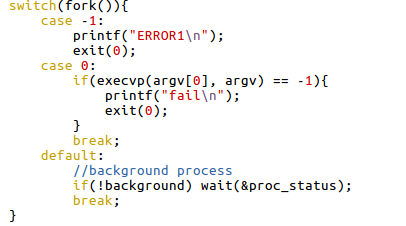 switch(fork()){
    case -1:
        printf("ERROR1\n");
        exit(0);
    case 0:
        if(execvp(argv[0], argv) == -1){
            printf("fail\n");
            exit(0);
        }
        break;
    default:
        //background process
        if(!background) wait(&proc_status);
        break;
}